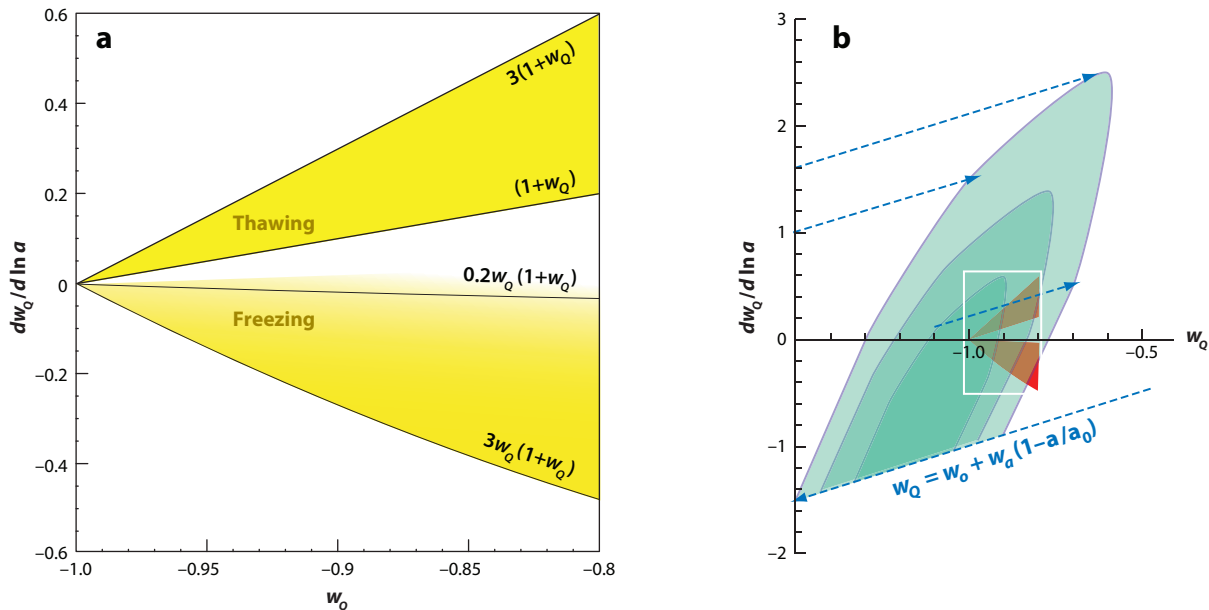 a
0.6
0.4
0.2
0
−0.2
−0.4
−0.6
−1.0
−0.95
−0.9
−0.85
−0.8
dw_Q/d ln a
w_Q
3(1+w_Q)
(1+w_Q)
Thawing
0.2w_Q (1+w_Q)
Freezing
3w_Q (1+w_Q)
b
3
2
1
0
−1
−2
−1.0
−0.5
w_Q
dw_Q/d ln a
w_Q = w_o + w_a (1−a/a_0)